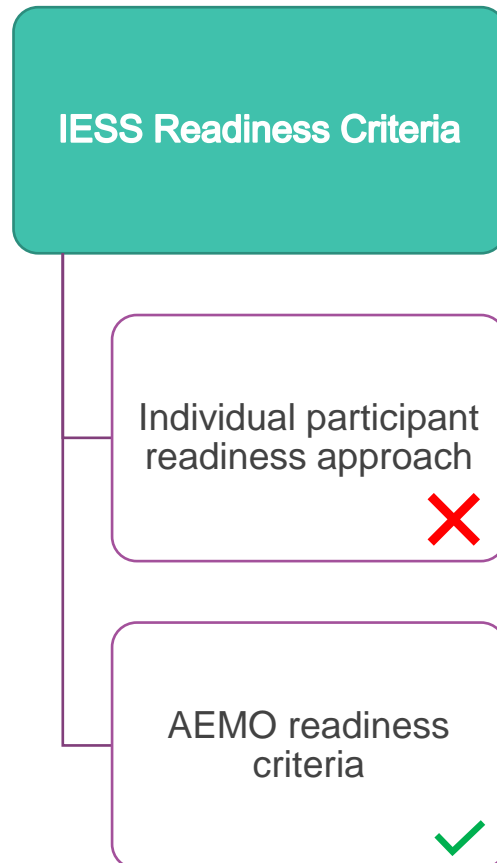 IESS Readiness Criteria
Individual participant
readiness approach
AEMO readiness
criteria